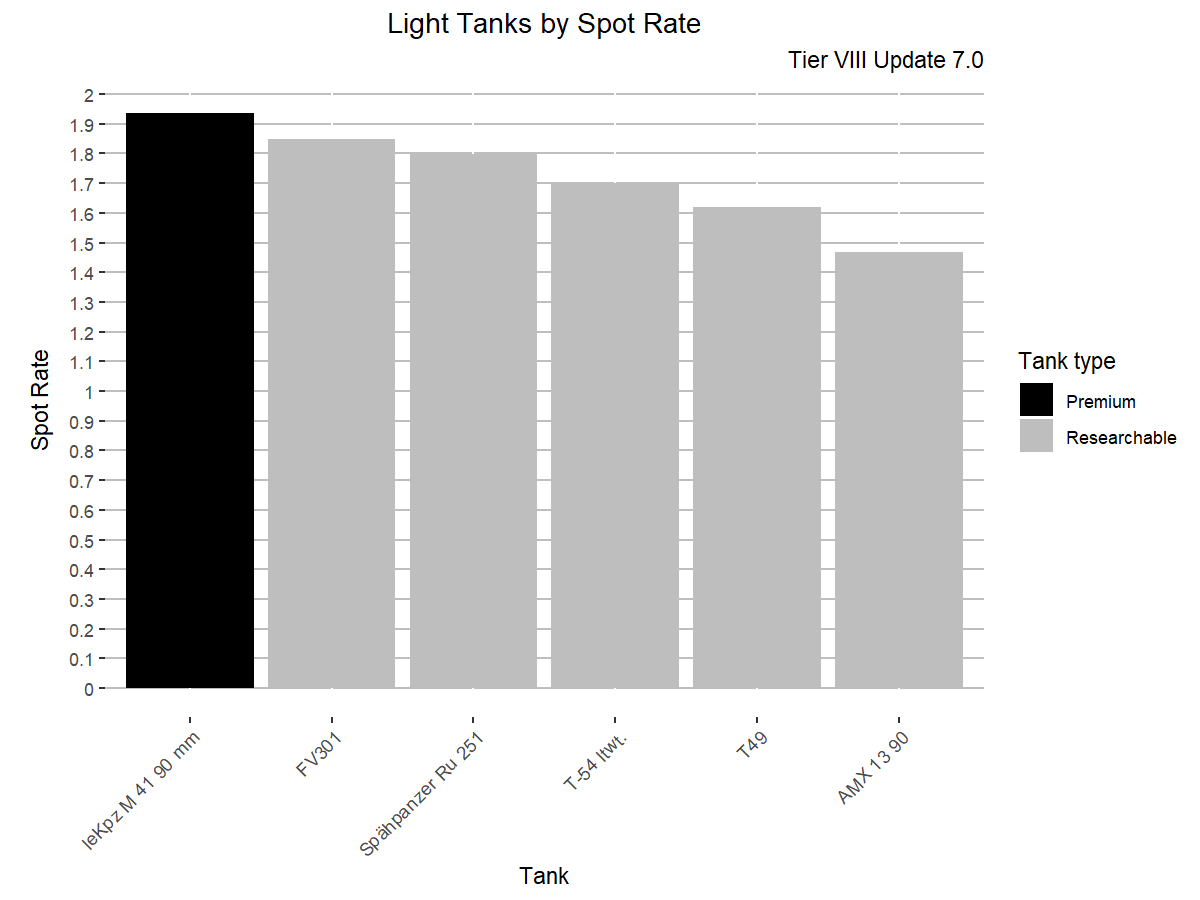 Light Tanks by Spot Rate
Tier VIII Update 7.0
2
1.9
1.8
1.7
1.6
1.5
1.4
1.3
1.2
1.1
1
0.9
0.8
0.7
0.6
0.5
0.4
0.3
0.2
0.1
0
Spot Rate
leKpz M 41 90 mm
FV301
Spähpanzer Ru 251
T-54 ltwt.
T49
AMX 13 90
Tank
Tank type
Premium
Researchable